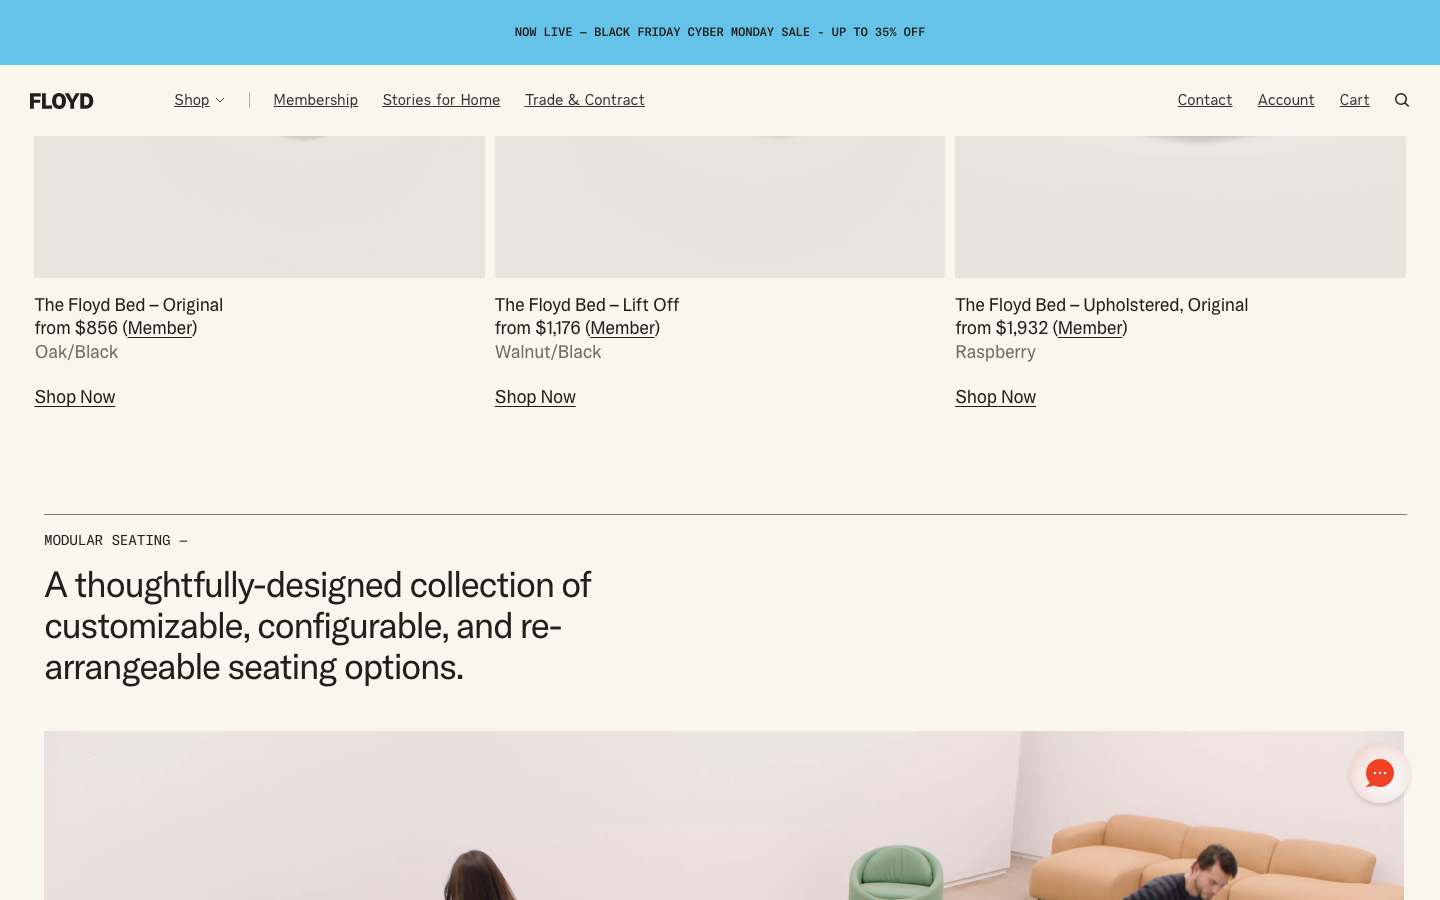 NOW LIVE – BLACK FRIDAY CYBER MONDAY SALE - UP TO 35% OFF
FLOYD
Shop
Membership
Stories for Home
Trade & Contract
Contact
Account
Cart
The Floyd Bed – Original
from $856 (Member)
Oak/Black
Shop Now
The Floyd Bed – Lift Off
from $1,176 (Member)
Walnut/Black
Shop Now
The Floyd Bed – Upholstered, Original
from $1,932 (Member)
Raspberry
Shop Now
MODULAR SEATING –
A thoughtfully-designed collection of
customizable, configurable, and re-
arrangeable seating options.